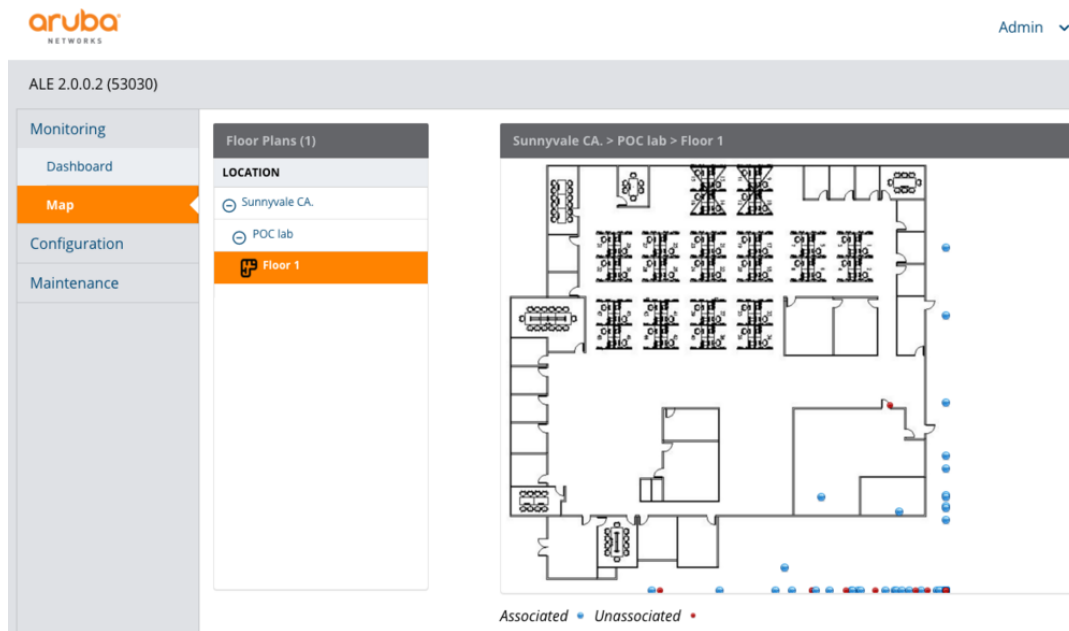 aruba
NETWORKS
Admin
ALE 2.0.0.2 (53030)
Monitoring
Dashboard
Map
Configuration
Maintenance
Floor Plans (1)
LOCATION
Sunnyvale CA.
POC lab
Floor 1
Sunnyvale CA. > POC lab > Floor 1
Associated
Unassociated